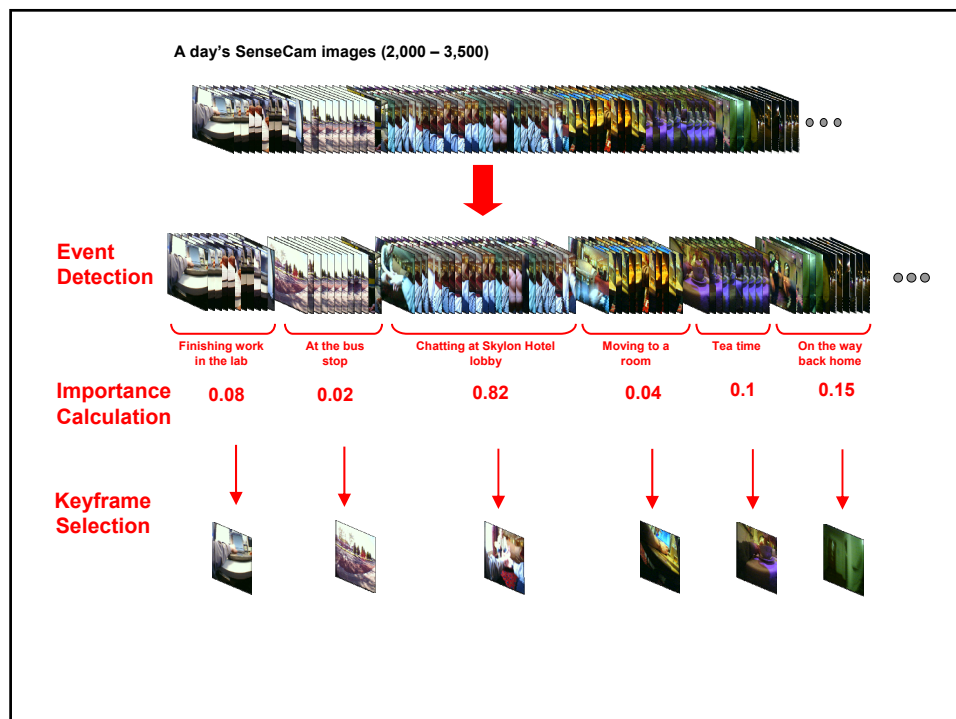 A day's SenseCam images (2,000 – 3,500)
Event
Detection
Finishing work
in the lab
At the bus
stop
Chatting at Skylon Hotel
lobby
Moving to a
room
Tea time
On the way
back home
Importance
Calculation
0.08
0.02
0.82
0.04
0.1
0.15
Keyframe
Selection